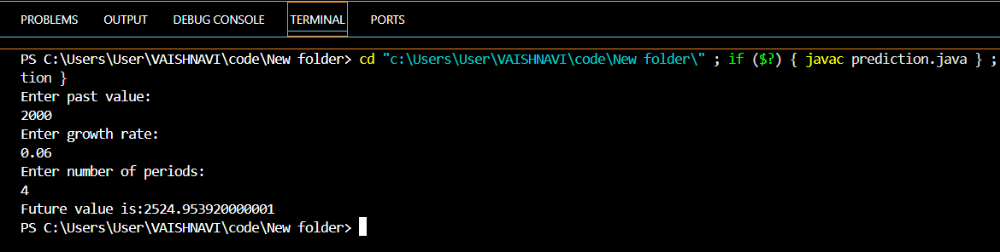 PROBLEMS OUTPUT DEBUG CONSOLE TERMINAL PORTS
PS C:\Users\User\VAISHNAVI\code\New folder> cd "c:\Users\User\VAISHNAVI\code\New folder\" ; if ($?) { javac prediction.java } ;
tion }
Enter past value:
2000
Enter growth rate:
0.06
Enter number of periods:
4
Future value is:2524.953920000001
PS C:\Users\User\VAISHNAVI\code\New folder>